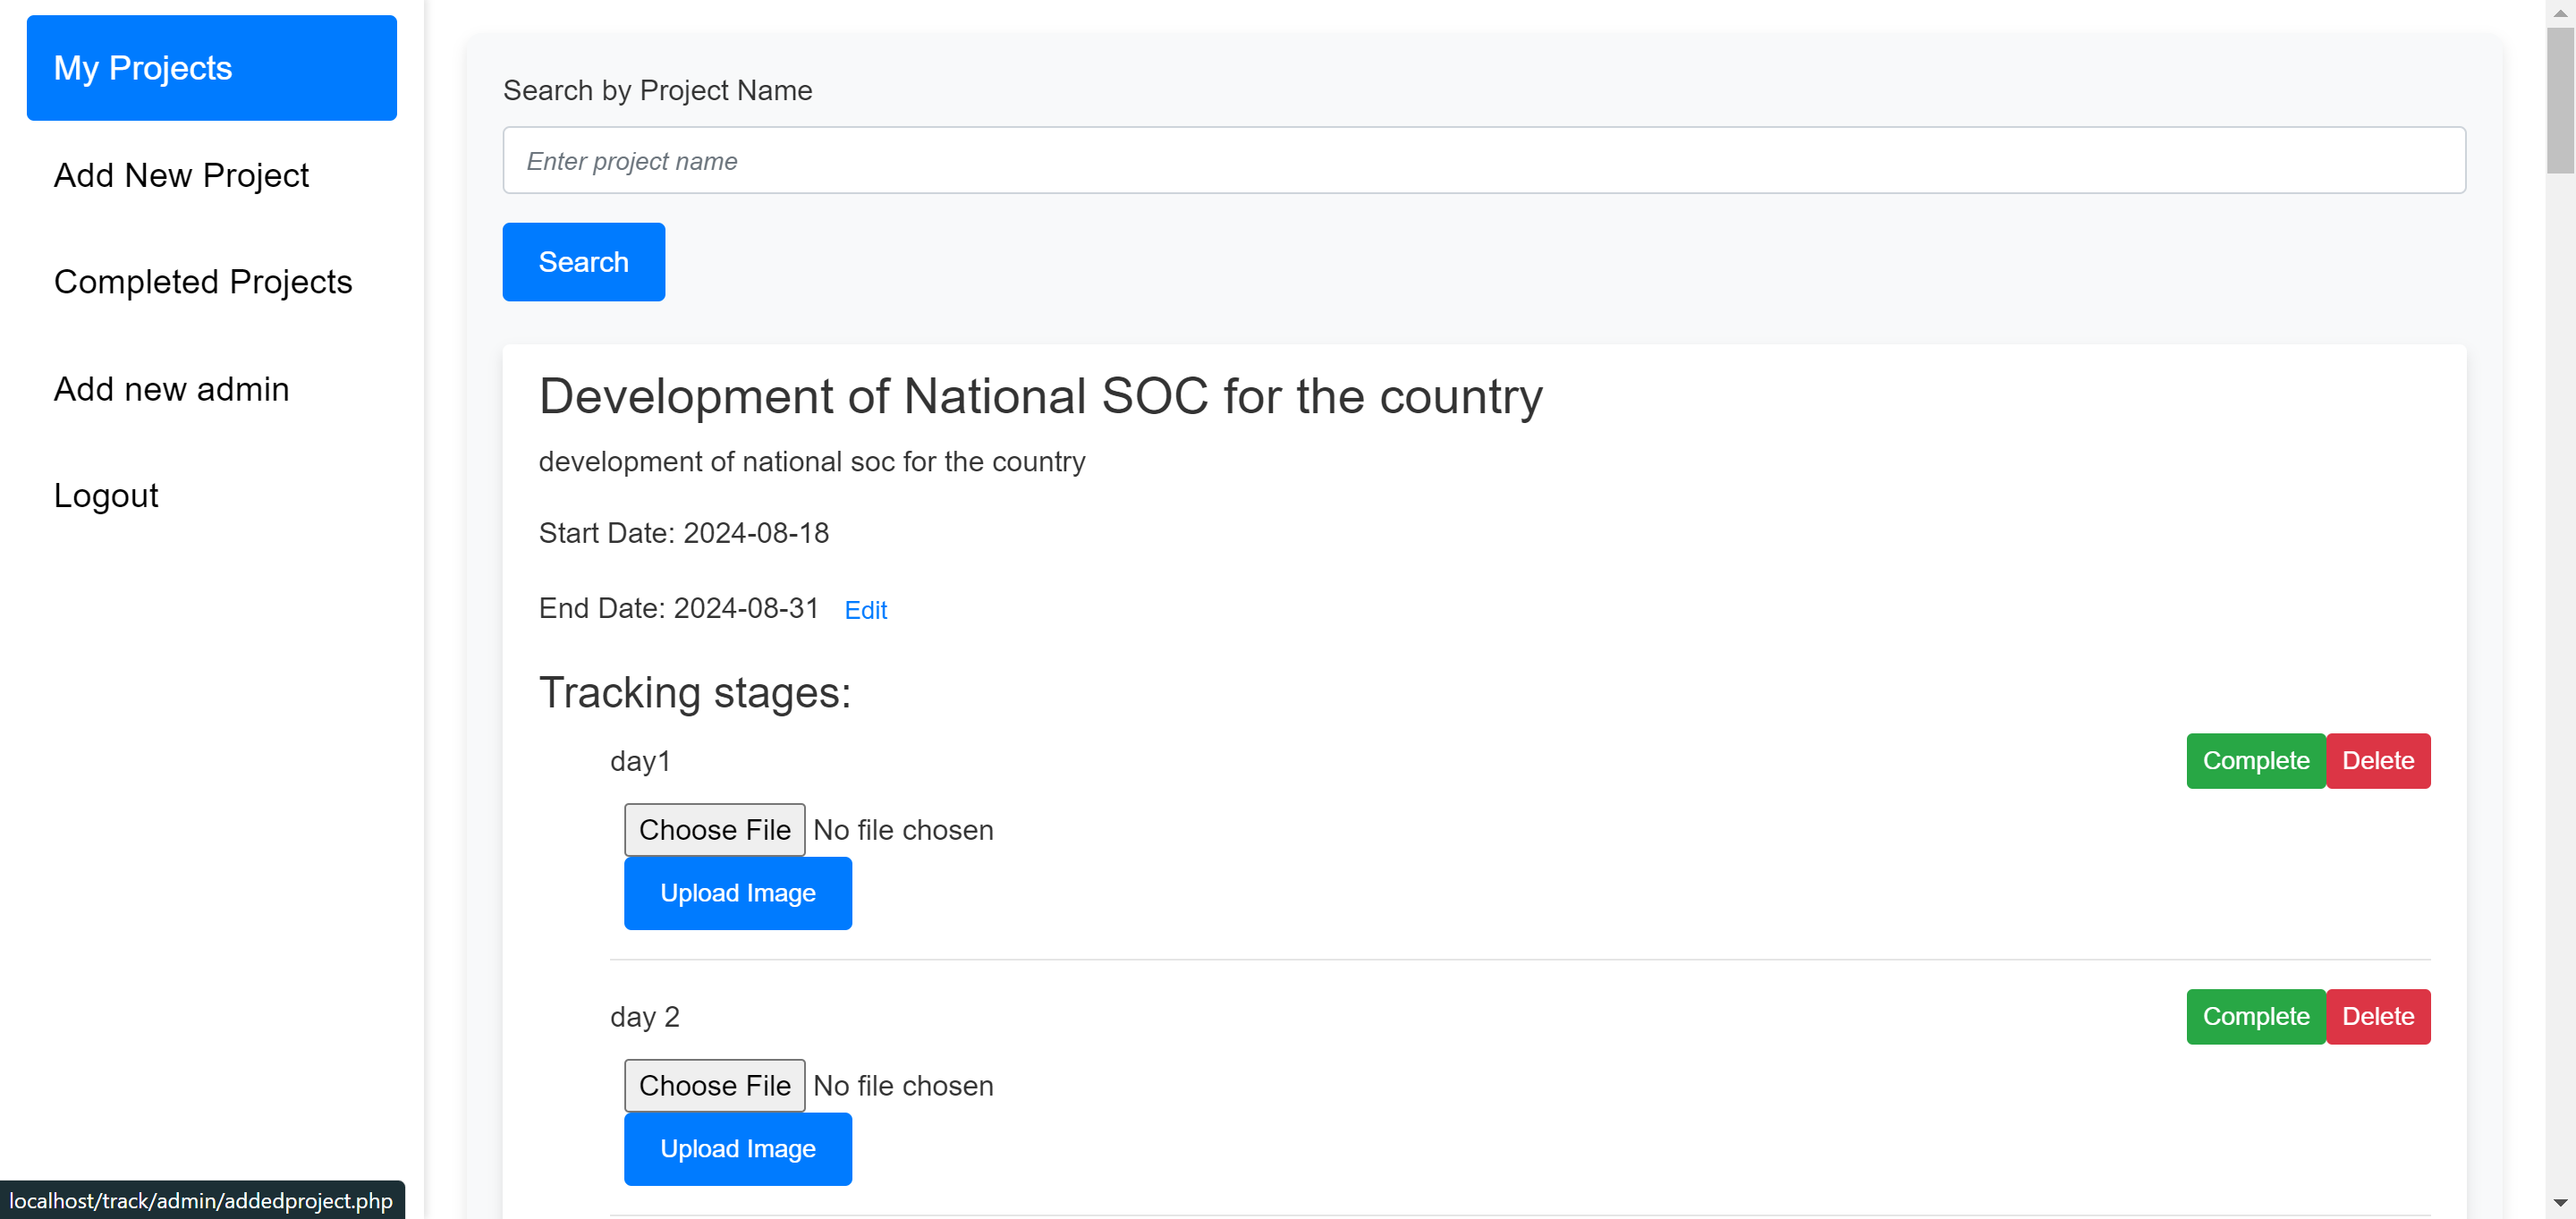 My Projects
Add New Project
Completed Projects
Add new admin
Logout
Search by Project Name
Enter project name
Search
Development of National SOC for the country
development of national soc for the country
Start Date: 2024-08-18
End Date: 2024-08-31 Edit
Tracking stages:
day1 Complete Delete
Choose File No file chosen
Upload Image
day 2 Complete Delete
Choose File No file chosen
Upload Image
localhost/track/admin/addedproject.php